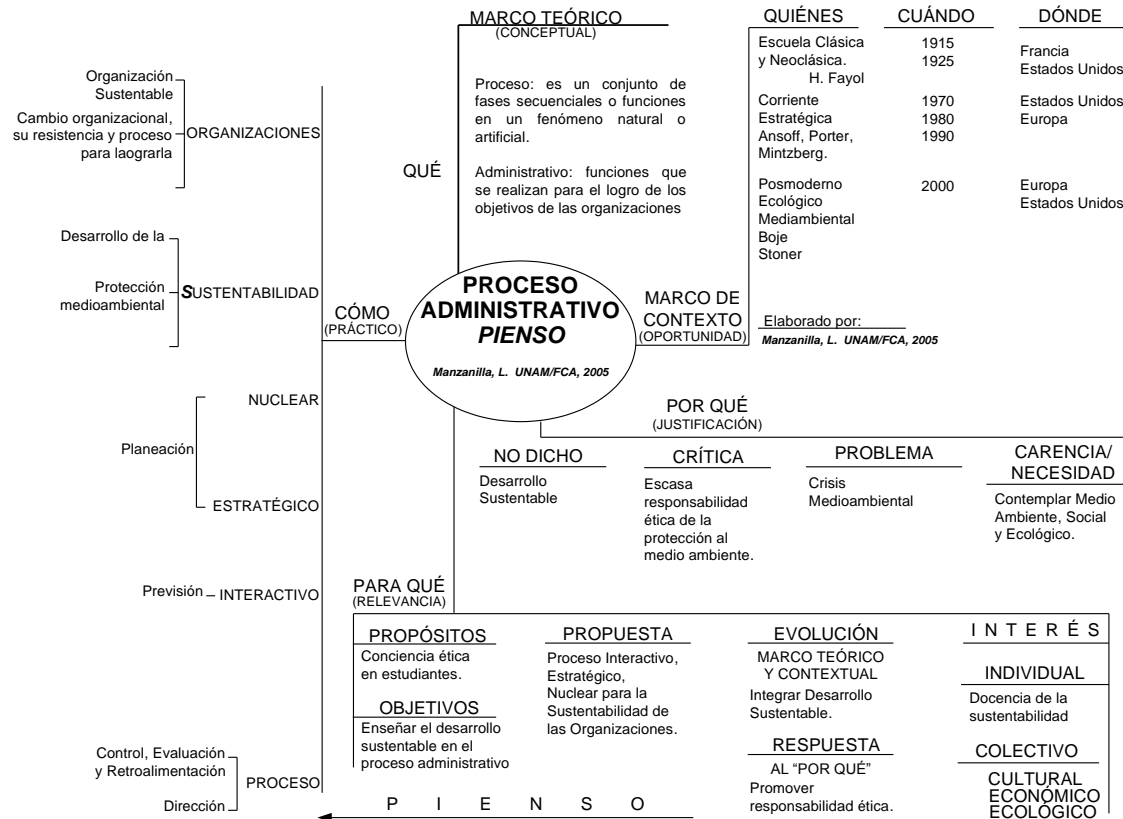 MARCO TEÓRICO
(CONCEPTUAL)
Proceso: es un conjunto de
fases secuenciales o funciones
en un fenómeno natural o
artificial.
Administrativo: funciones que
se realizan para el logro de los
objetivos de las organizaciones
QUÉ
QUIÉNES CUÁNDO DÓNDE
Escuela Clásica 1915
y Neoclásica. 1925 Francia
H. Fayol Estados Unidos
Corriente 1970 Estados Unidos
Estratégica 1980 Europa
Ansoff, Porter, 1990
Mintzberg.
Posmoderno 2000 Europa
Ecológico Estados Unidos
Mediambiental
Boje
Stoner
MARCO DE
CONTEXTO
(OPORTUNIDAD)
Elaborado por:
Manzanilla, L. UNAM/FCA, 2005
PROCESO
ADMINISTRATIVO
PIENSO
Manzanilla, L. UNAM/FCA, 2005
CÓMO
(PRÁCTICO)
Organización
Sustentable
Cambio organizacional,
su resistencia y proceso
para laograrla
ORGANIZACIONES
Desarrollo de la
Protección
medioambiental
SUSTENTABILIDAD
NUCLEAR
Planeación
ESTRATÉGICO
Previsión INTERACTIVO
Control, Evaluación
y Retroalimentación
PROCESO
Dirección
POR QUÉ
(JUSTIFICACIÓN)
NO DICHO
Desarrollo
Sustentable
CRÍTICA
Escasa
responsabilidad
ética de la
protección al
medio ambiente.
PROBLEMA
Crisis
Medioambiental
CARENCIA/
NECESIDAD
Contemplar Medio
Ambiente, Social
y Ecológico.
PARA QUÉ
(RELEVANCIA)
PROPÓSITOS
Conciencia ética
en estudiantes.
OBJETIVOS
Enseñar el desarrollo
sustentable en el
proceso administrativo
PROPUESTA
Proceso Interactivo,
Estratégico,
Nuclear para la
Sustentabilidad de
las Organizaciones.
EVOLUCIÓN
MARCO TEÓRICO
Y CONTEXTUAL
Integrar Desarrollo
Sustentable.
RESPUESTA
AL “POR QUÉ”
Promover
responsabilidad ética.
I N T E R É S
INDIVIDUAL
Docencia de la
sustentabilidad
COLECTIVO
CULTURAL
ECONÓMICO
ECOLÓGICO
P I E N S O